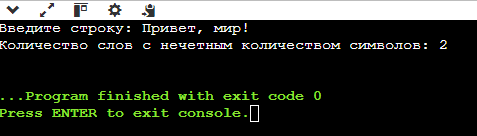 Введите строку: Привет, мир!
Количество слов с нечетным количеством символов: 2
...Program finished with exit code 0
Press ENTER to exit console.